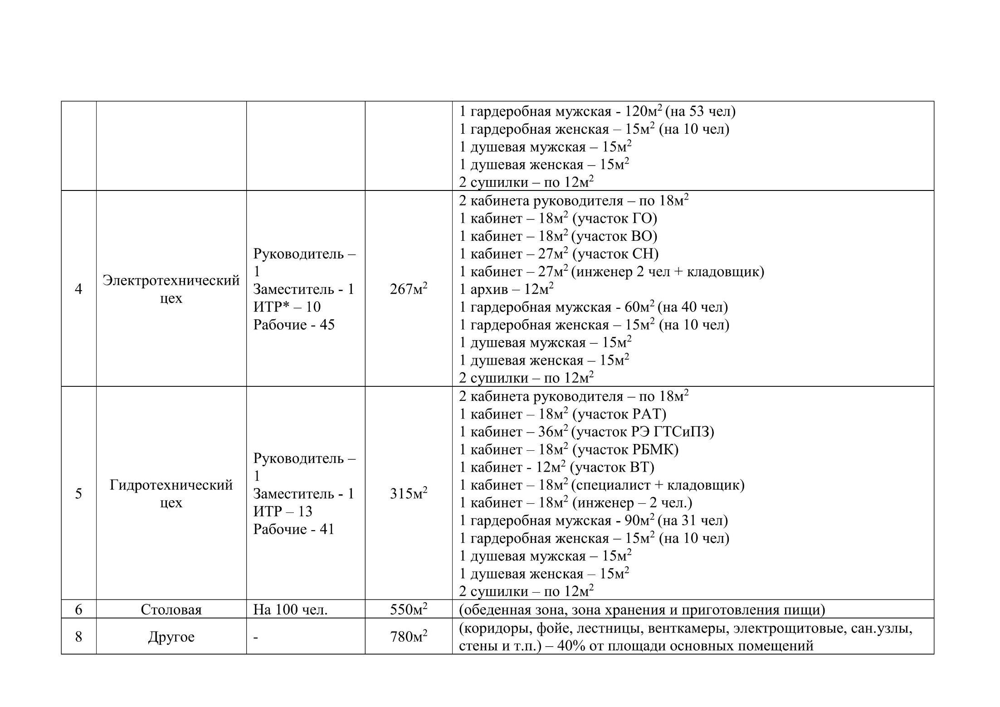 1 гардеробная мужская - 120м² (на 53 чел)
1 гардеробная женская – 15м² (на 10 чел)
1 душевая мужская – 15м²
1 душевая женская – 15м²
2 сушилки – по 12м²
4
Электротехнический
цех
Руководитель –
1
Заместитель - 1
ИТР* – 10
Рабочие - 45
267м²
2 кабинета руководителя – по 18м²
1 кабинет – 18м² (участок ГО)
1 кабинет – 18м² (участок ВО)
1 кабинет – 27м² (участок СН)
1 кабинет – 27м² (инженер 2 чел + кладовщик)
1 архив – 12м²
1 гардеробная мужская - 60м² (на 40 чел)
1 гардеробная женская – 15м² (на 10 чел)
1 душевая мужская – 15м²
1 душевая женская – 15м²
2 сушилки – по 12м²
5
Гидротехнический
цех
Руководитель –
1
Заместитель - 1
ИТР – 13
Рабочие - 41
315м²
2 кабинета руководителя – по 18м²
1 кабинет – 18м² (участок РАТ)
1 кабинет – 36м² (участок РЭ ГТСиПЗ)
1 кабинет – 18м² (участок РБМК)
1 кабинет - 12м² (участок ВТ)
1 кабинет – 18м² (специалист + кладовщик)
1 кабинет – 18м² (инженер – 2 чел.)
1 гардеробная мужская - 90м² (на 31 чел)
1 гардеробная женская – 15м² (на 10 чел)
1 душевая мужская – 15м²
1 душевая женская – 15м²
2 сушилки – по 12м²
6
Столовая
На 100 чел.
550м²
(обеденная зона, зона хранения и приготовления пищи)
8
Другое
-
780м²
(коридоры, фойе, лестницы, венткамеры, электрощитовые, сан.узлы,
стены и т.п.) – 40% от площади основных помещений